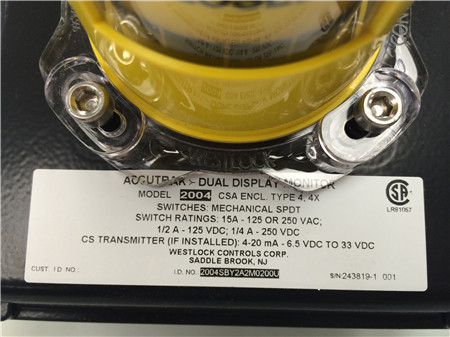 WESTLOCK
ACCUTRAK - DUAL DISPLAY MONITOR
MODEL 2004 CSA ENCL. TYPE 4, 4X
SWITCHES: MECHANICAL SPDT
SWITCH RATINGS: 15A - 125 OR 250 VAC;
1/2 A - 125 VDC; 1/4 A - 250 VDC
CS TRANSMITTER (IF INSTALLED): 4-20 mA - 6.5 VDC TO 33 VDC
WESTLOCK CONTROLS CORP.
SADDLE BROOK, NJ
CUST. I.D NO.: I.D. NO. 2004SBY2A2M0200U S/N 243819-1 001
LR91057